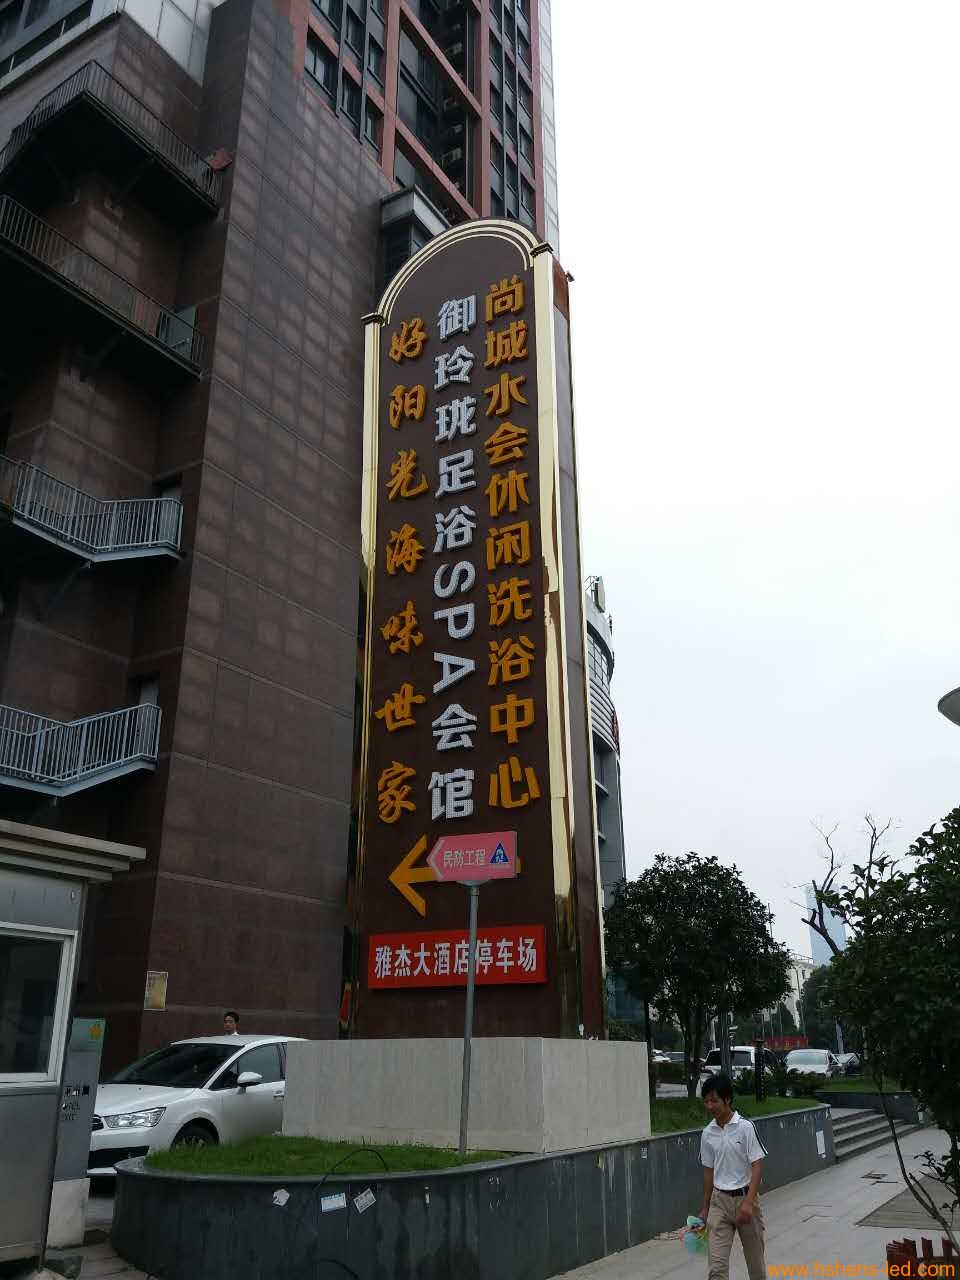 尚城水会休闲洗浴中心
御玲珑足浴SPA会馆
好阳光海味世家
民防工程
雅杰大酒店停车场
www.hshens-led.com